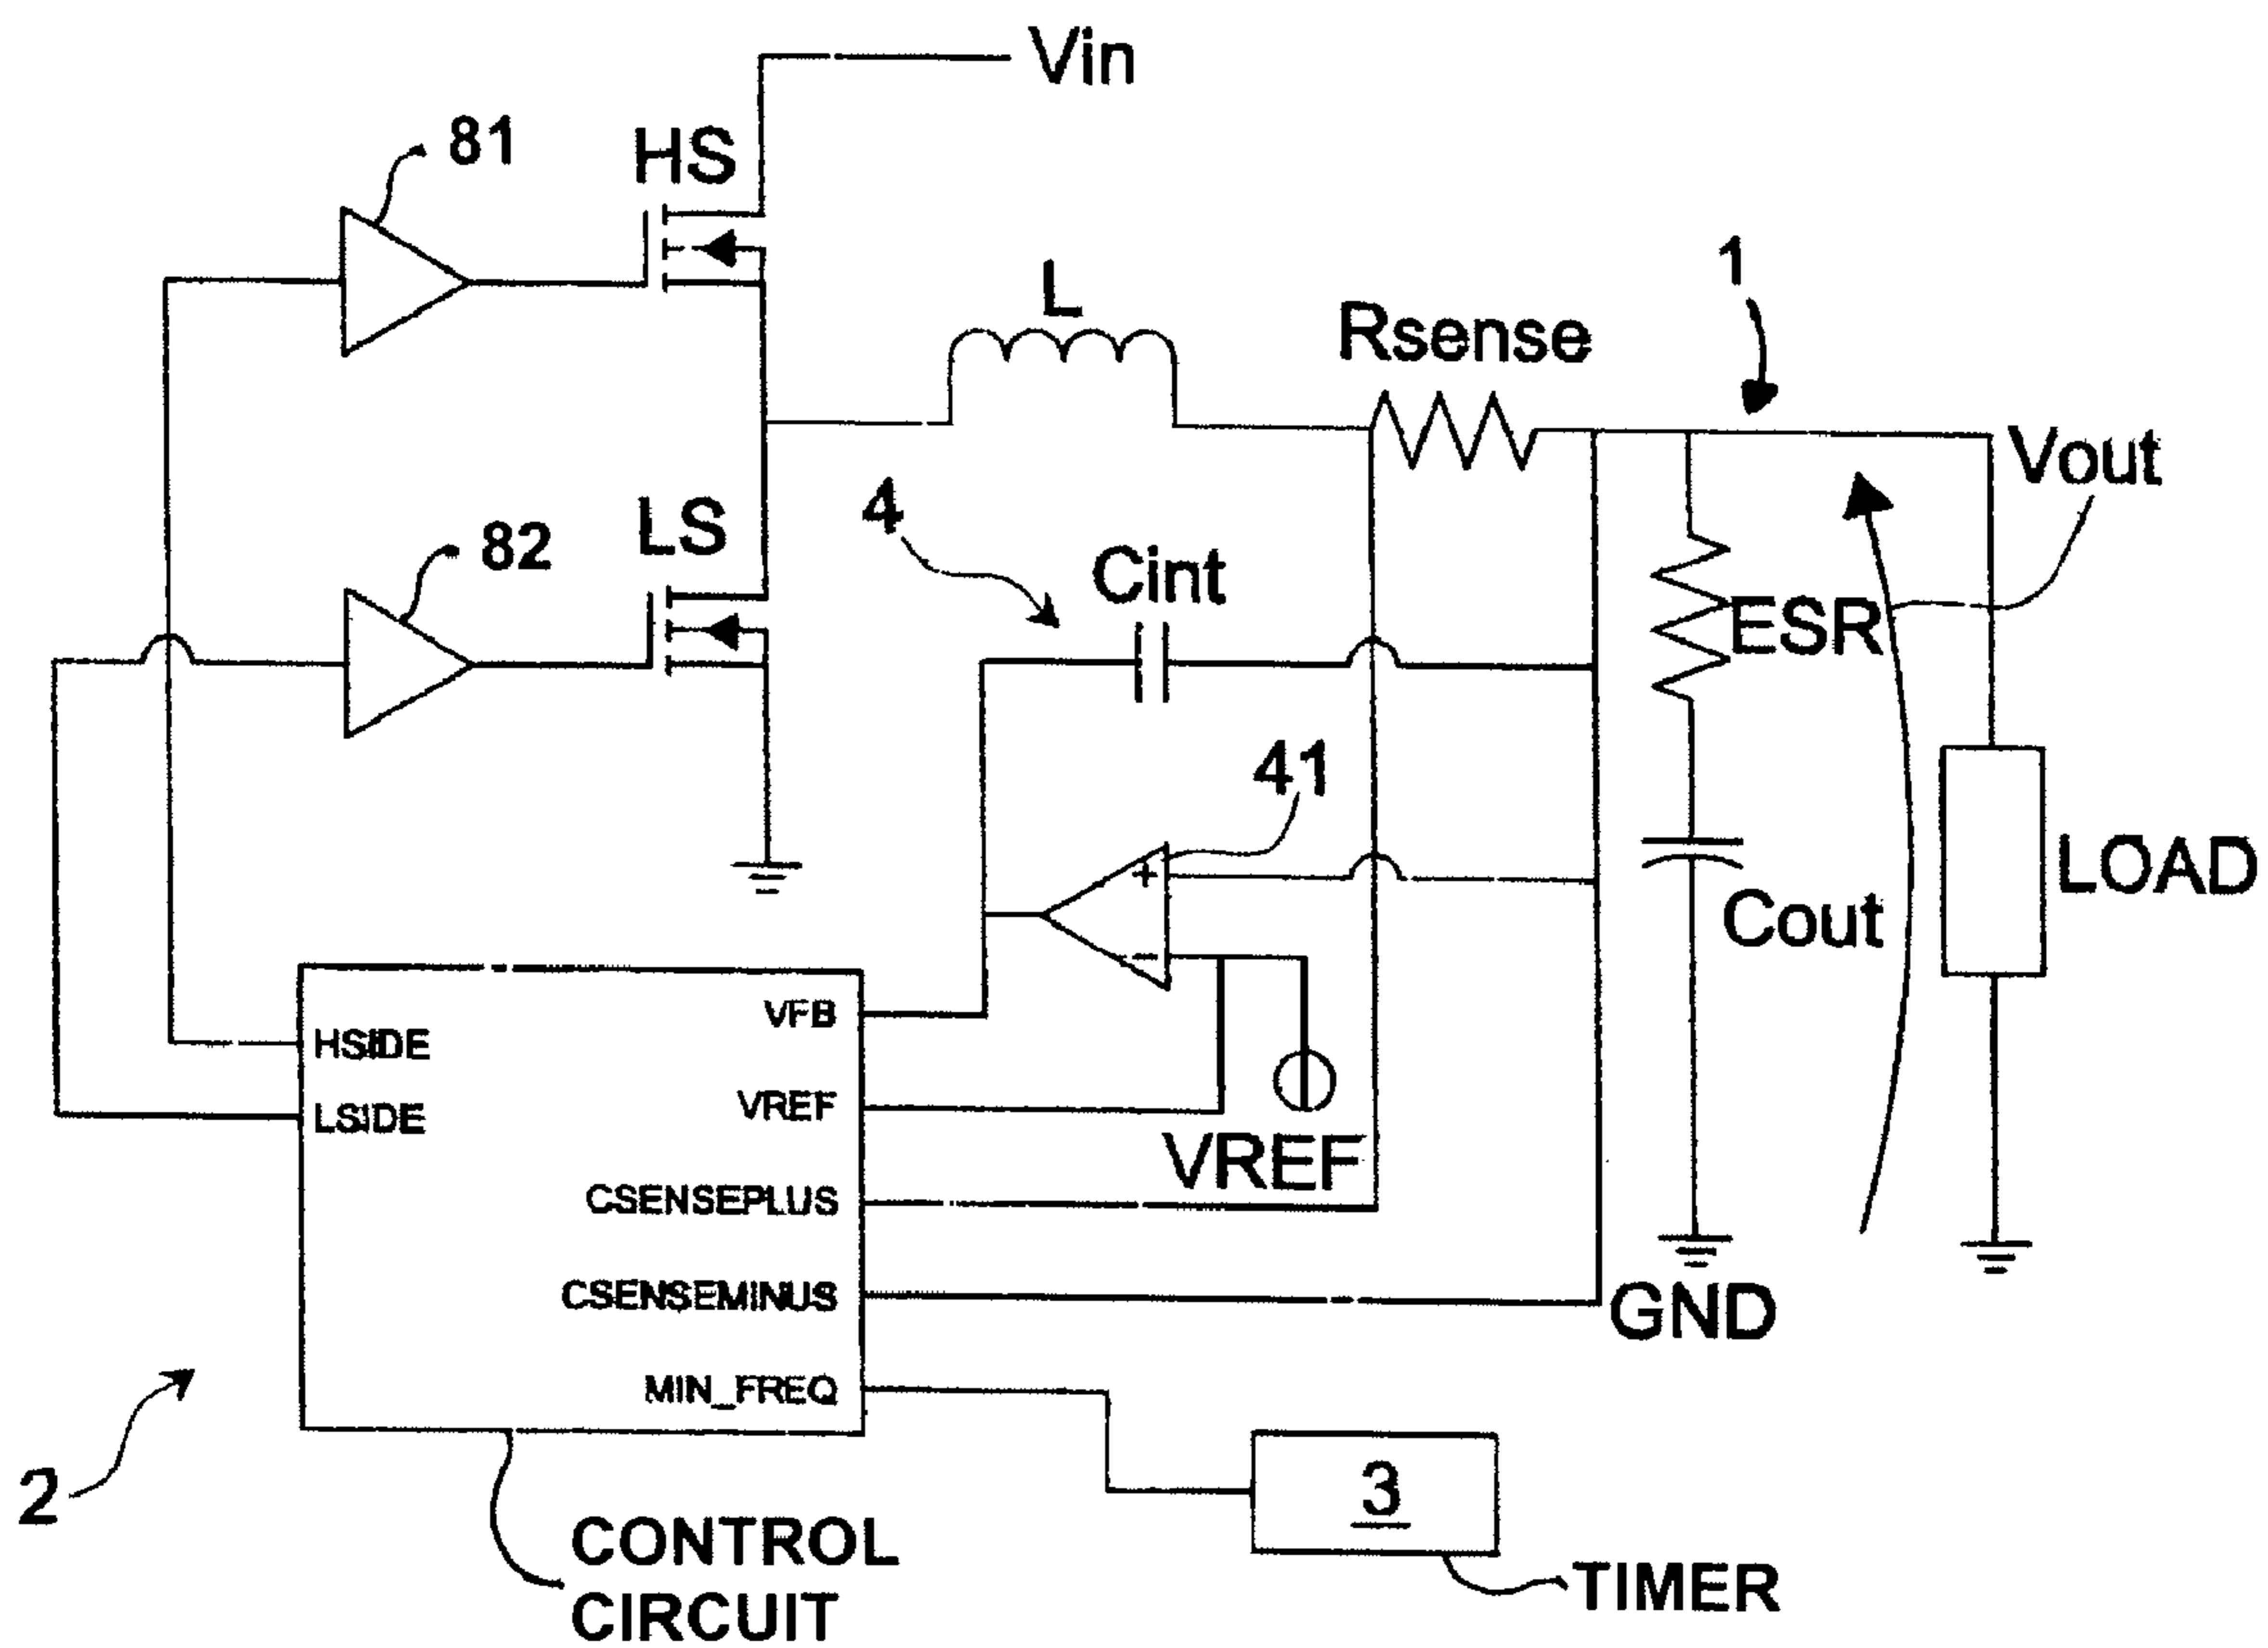 Vin
81
HS
1
L
Rsense
Vout
4
LS
82
Cint
ESR
41
+
LOAD
Cout
−
VFB
HSIDE
VREF
LSIDE
VREF
CSENSEPLUS
CSENSEMINUS
GND
MIN_FREQ
2
3
CONTROL
CIRCUIT
TIMER